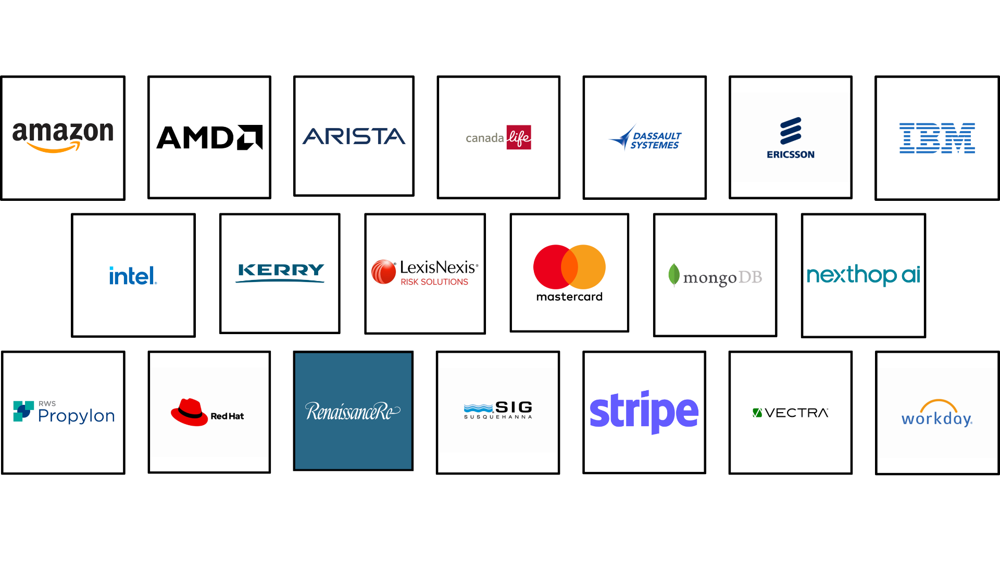 amazon
AMD
ARISTA
canada life
DASSAULT
SYSTEMES
ERICSSON
IBM
intel.
KERRY
LexisNexis®
RISK SOLUTIONS
mastercard
mongoDB
nexthop ai
RWS
Propylon
Red Hat
RenaissanceRe
SIG
SUSQUEHANNA
stripe
VECTRA®
workday.